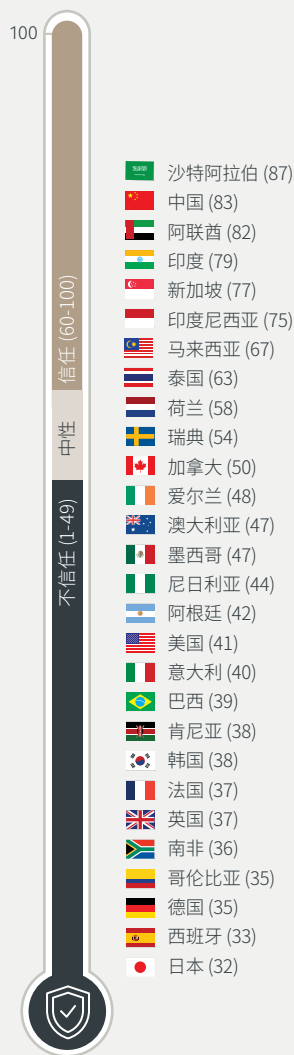 100
信任 (60-100)
中性
不信任 (1-49)
沙特阿拉伯 (87)
中国 (83)
阿联酋 (82)
印度 (79)
新加坡 (77)
印度尼西亚 (75)
马来西亚 (67)
泰国 (63)
荷兰 (58)
瑞典 (54)
加拿大 (50)
爱尔兰 (48)
澳大利亚 (47)
墨西哥 (47)
尼日利亚 (44)
阿根廷 (42)
美国 (41)
意大利 (40)
巴西 (39)
肯尼亚 (38)
韩国 (38)
法国 (37)
英国 (37)
南非 (36)
哥伦比亚 (35)
德国 (35)
西班牙 (33)
日本 (32)